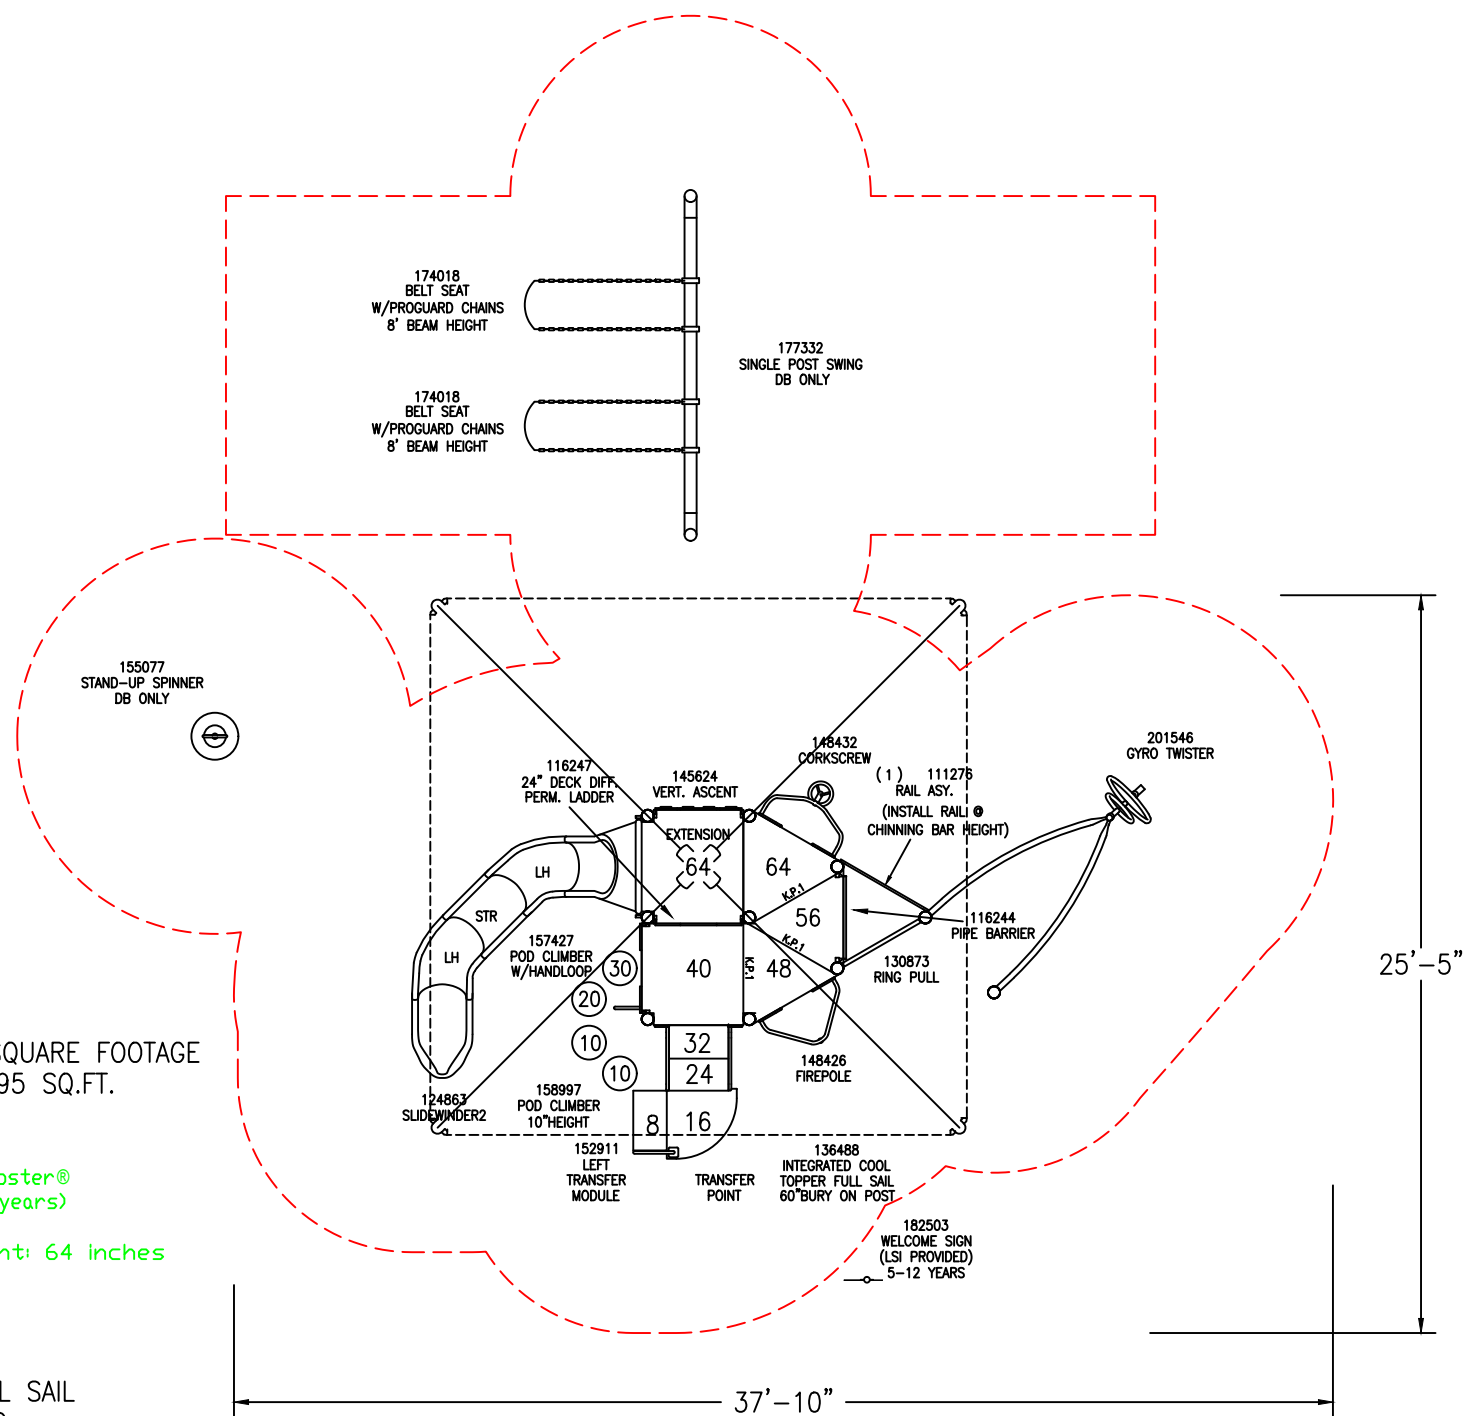 174018
BELT SEAT
W/PROGUARD CHAINS
8' BEAM HEIGHT
177332
SINGLE POST SWING
DB ONLY
174018
BELT SEAT
W/PROGUARD CHAINS
8' BEAM HEIGHT
155077
STAND-UP SPINNER
DB ONLY
201546
GYRO TWISTER
148432
CORKSCREW
116247
24" DECK DIFF.
PERM. LADDER
145624
VERT. ASCENT
(1) 111276
RAIL ASY.
(INSTALL RAIL @
CHINNING BAR HEIGHT)
EXTENSION
64
64
K.P.1
56
K.P.1
116244
PIPE BARRIER
LH
STR
LH
157427
POD CLIMBER
W/HANDLOOP
30
40
K.P.1
48
130873
RING PULL
25'-5"
20
10
10
32
24
16
8
148426
FIREPOLE
SQUARE FOOTAGE
95 SQ.FT.
124863
SLIDEWINDER2
158997
POD CLIMBER
10"HEIGHT
152911
LEFT
TRANSFER
MODULE
TRANSFER
POINT
136488
INTEGRATED COOL
TOPPER FULL SAIL
60"BURY ON POST
182503
WELCOME SIGN
(LSI PROVIDED)
5-12 YEARS
oster®
years)
nt: 64 inches
L SAIL
37'-10"